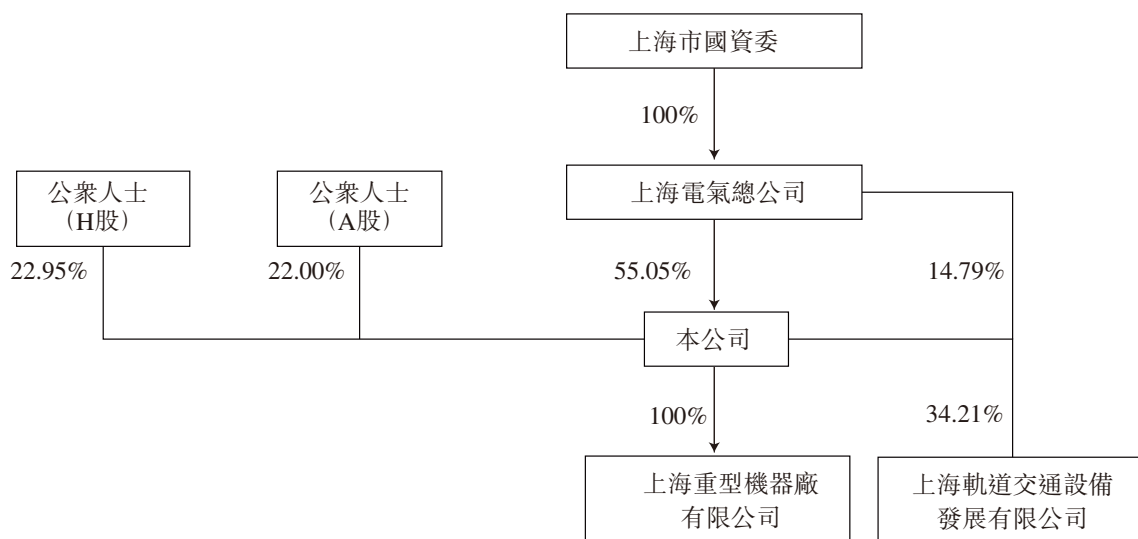 上海市國資委
100%
上海電氣總公司
公衆人士
(H股)
公衆人士
(A股)
22.95%
22.00%
55.05%
14.79%
本公司
100%
34.21%
上海重型機器廠
有限公司
上海軌道交通設備
發展有限公司